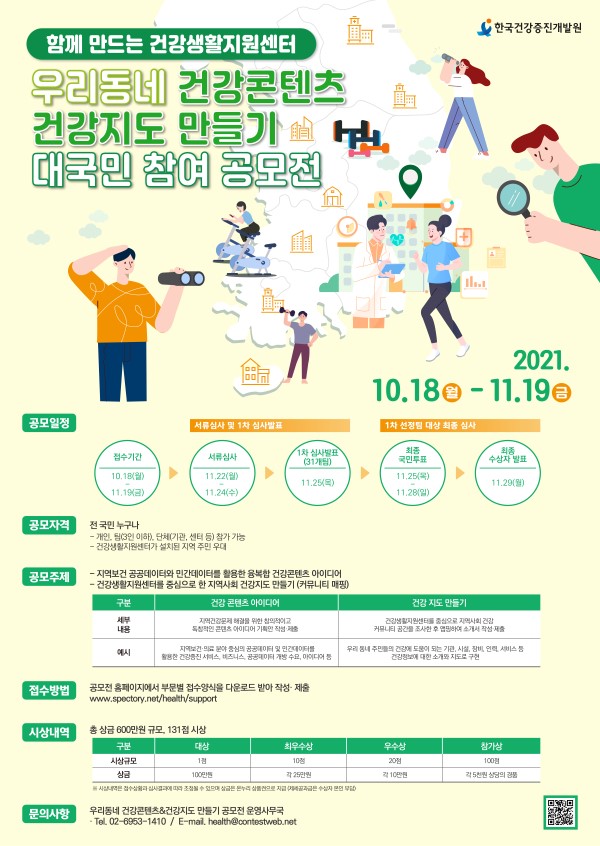 함께 만드는 건강생활지원센터
한국건강증진개발원
우리동네 건강콘텐츠
건강지도 만들기
대국민 참여 공모전
2021.
10.18 월 - 11.19 금
공모일정
서류심사 및 1차 심사발표
1차 선정팀 대상 최종 심사
접수기간
10.18(월)
~
11.19(금)
서류심사
11.22(월)
~
11.24(수)
1차 심사발표
(31개팀)
11.25(목)
최종
국민투표
11.25(목)
~
11.28(일)
최종
수상자 발표
11.29(월)
공모자격
전 국민 누구나
- 개인, 팀(3인 이하), 단체(기관, 센터 등) 참가 가능
- 건강생활지원센터가 설치된 지역 주민 우대
공모주제
- 지역보건 공공데이터와 민간데이터를 활용한 융복합 건강콘텐츠 아이디어
- 건강생활지원센터를 중심으로 한 지역사회 건강지도 만들기 (커뮤니티 매핑)
구분 건강 콘텐츠 아이디어 건강 지도 만들기
세부
내용
지역건강문제 해결을 위한 창의적이고
독창적인 콘텐츠 아이디어 기획안 작성·제출
건강생활지원센터를 중심으로 지역사회 건강
커뮤니티 공간을 조사한 후 맵핑하여 소개서 작성·제출
예시
지역보건·의료 분야 중심의 공공데이터 및 민간데이터를
활용한 건강증진 서비스, 비즈니스, 공공데이터 개방 수요, 아이디어 등
우리 동네 주민들의 건강에 도움이 되는 기관, 시설, 장비, 인력, 서비스 등
건강정보에 대한 소개와 지도로 구현
접수방법
공모전 홈페이지에서 부문별 접수양식을 다운로드 받아 작성·제출
www.spectory.net/health/support
시상내역
총 상금 600만원 규모, 131점 시상
구분 대상 최우수상 우수상 참가상
시상규모 1점 10점 20점 100점
상금 100만원 각 25만원 각 10만원 각 5천원 상당의 경품
※ 시상내역은 접수상황과 심사결과에 따라 조정될 수 있으며 상금은 온누리 상품권으로 지급 (제세공과금은 수상자 본인 부담)
문의사항
우리동네 건강콘텐츠&건강지도 만들기 공모전 운영사무국
· Tel. 02-6953-1410 / E-mail. health@contestweb.net